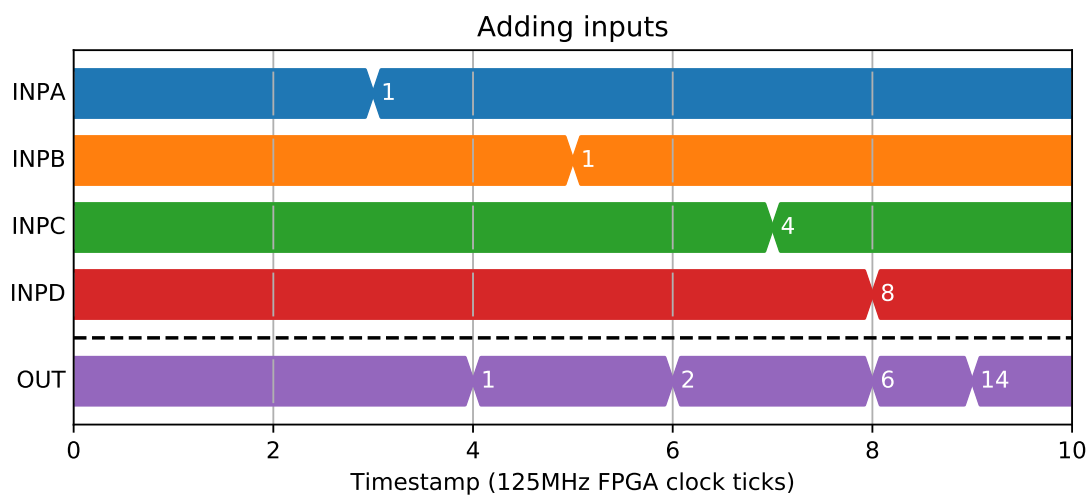 Adding inputs
INPA 1
INPB 1
INPC 4
INPD 8
OUT 1 2 6 14
0 2 4 6 8 10
Timestamp (125MHz FPGA clock ticks)